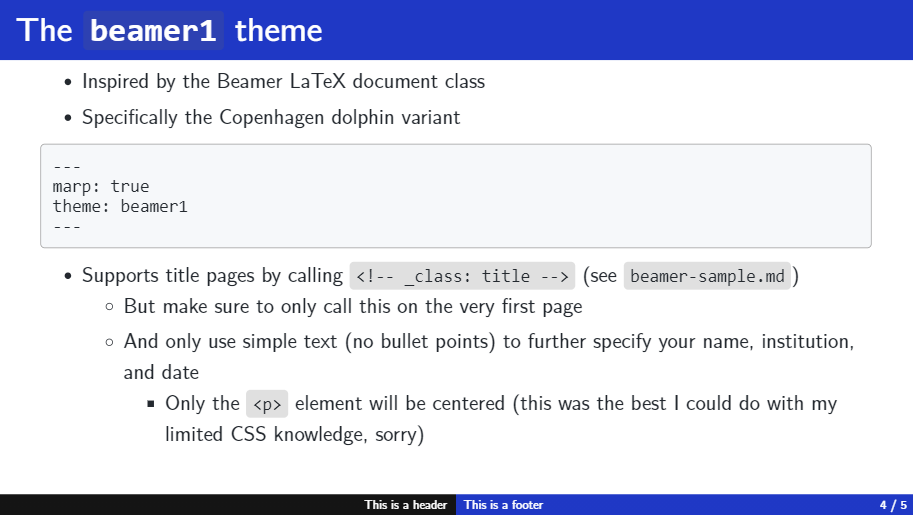 The beamer1 theme
• Inspired by the Beamer LaTeX document class
• Specifically the Copenhagen dolphin variant
---
marp: true
theme: beamer1
---
• Supports title pages by calling <!-- _class: title --> (see beamer-sample.md)
◦ But make sure to only call this on the very first page
◦ And only use simple text (no bullet points) to further specify your name, institution,
and date
▪ Only the <p> element will be centered (this was the best I could do with my
limited CSS knowledge, sorry)
This is a header This is a footer 4 / 5